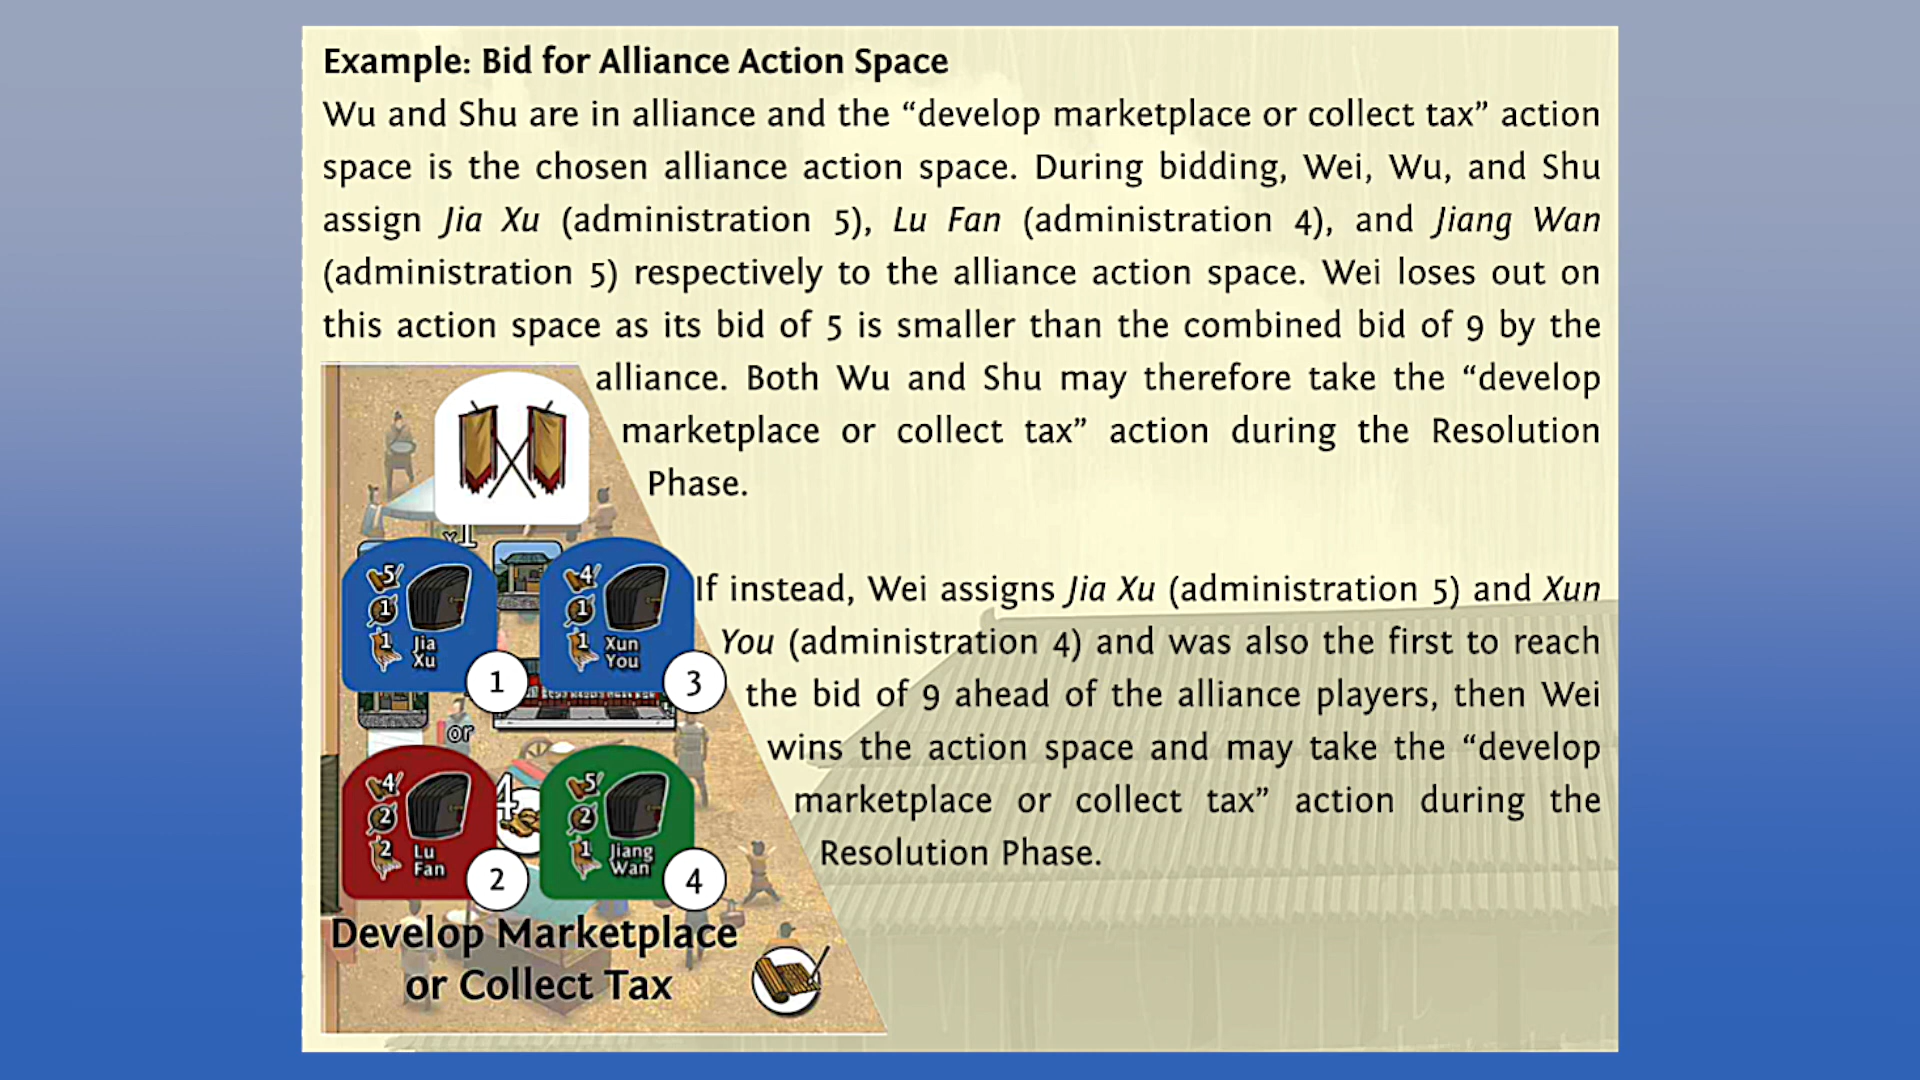 Example: Bid for Alliance Action Space
Wu and Shu are in alliance and the “develop marketplace or collect tax” action
space is the chosen alliance action space. During bidding, Wei, Wu, and Shu
assign Jia Xu (administration 5), Lu Fan (administration 4), and Jiang Wan
(administration 5) respectively to the alliance action space. Wei loses out on
this action space as its bid of 5 is smaller than the combined bid of 9 by the
alliance. Both Wu and Shu may therefore take the “develop
marketplace or collect tax” action during the Resolution
Phase.
If instead, Wei assigns Jia Xu (administration 5) and Xun
You (administration 4) and was also the first to reach
the bid of 9 ahead of the alliance players, then Wei
wins the action space and may take the “develop
marketplace or collect tax” action during the
Resolution Phase.
x1
5
1
1
Jia
Xu
1
4
1
1
Xun
You
3
or
4
2
2
Lu
Fan
2
4
5
2
1
Jiang
Wan
4
Develop Marketplace
or Collect Tax